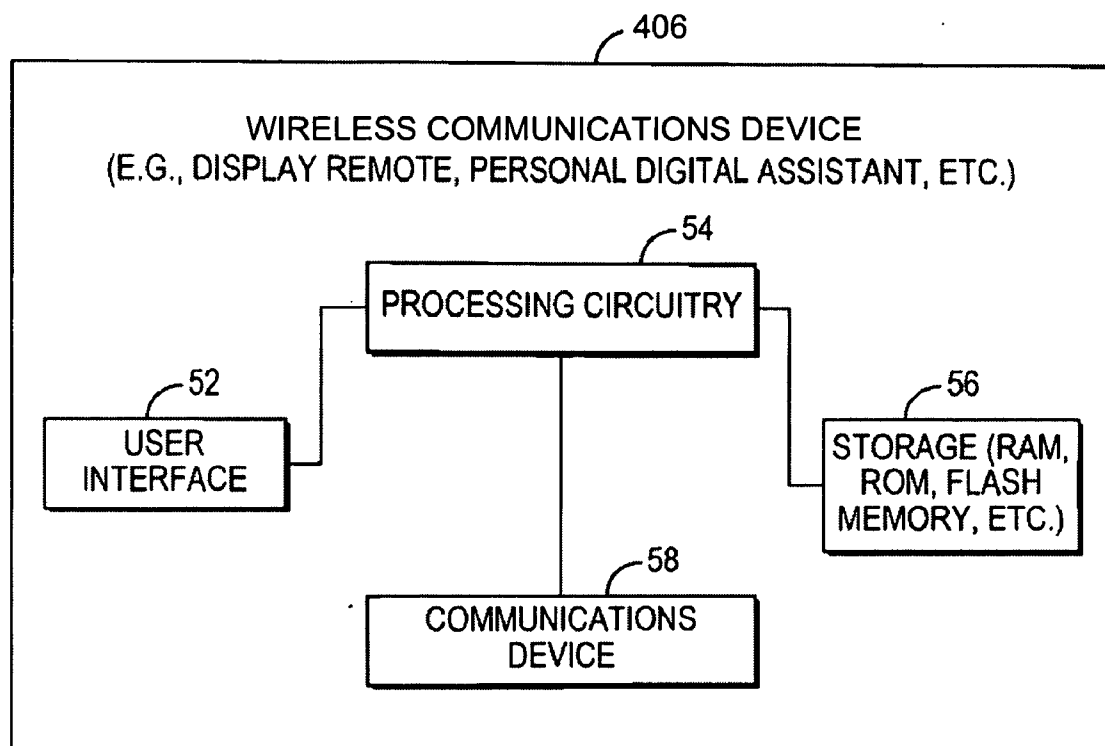 406
WIRELESS COMMUNICATIONS DEVICE
(E.G., DISPLAY REMOTE, PERSONAL DIGITAL ASSISTANT, ETC.)
54
PROCESSING CIRCUITRY
52
USER
INTERFACE
56
STORAGE (RAM,
ROM, FLASH
MEMORY, ETC.)
58
COMMUNICATIONS
DEVICE